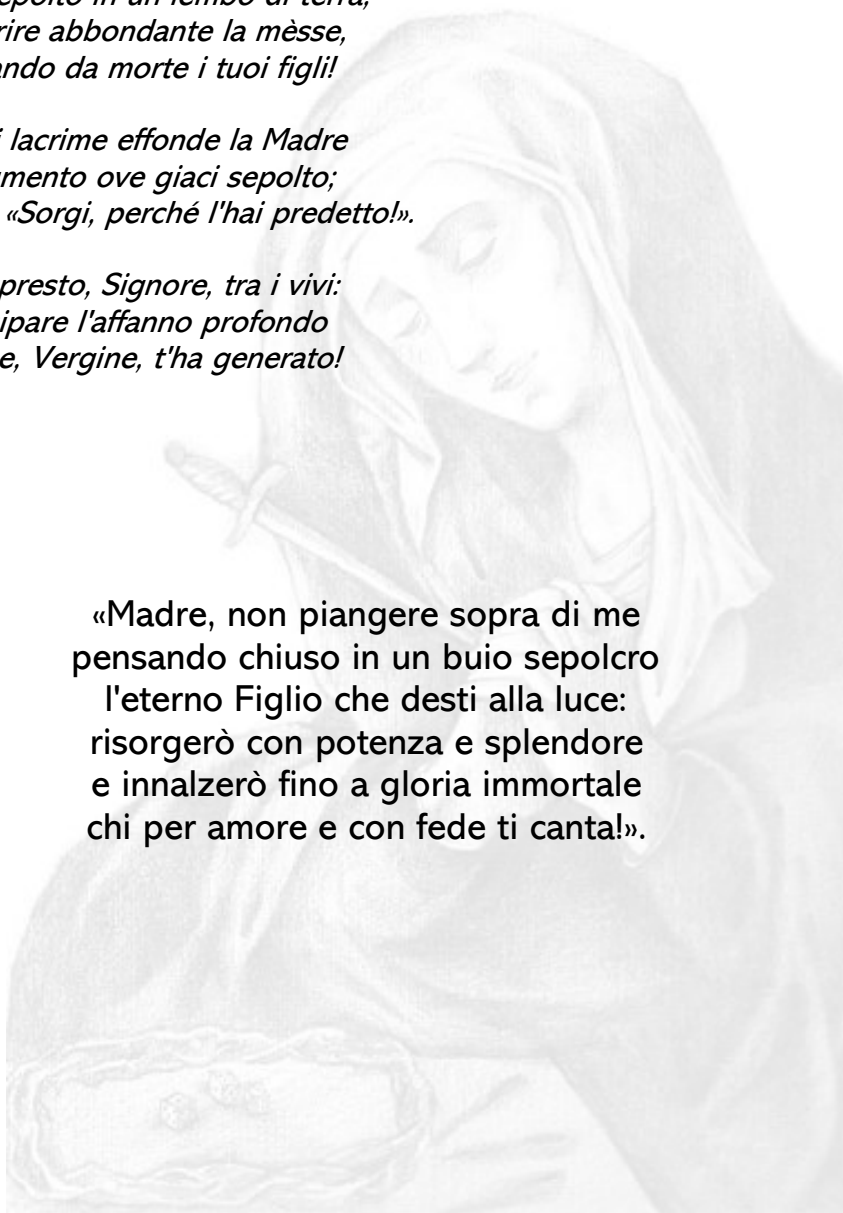 in un lembo di terra,
abbondante la mèsse,
da morte i tuoi figli!
lacrime effonde la Madre
ove giaci sepolto;
«Sorgi, perché l'hai predetto!».
presto, Signore, tra i vivi:
l'affanno profondo
Vergine, t'ha generato!
«Madre, non piangere sopra di me
pensando chiuso in un buio sepolcro
l'eterno Figlio che desti alla luce:
risorgerò con potenza e splendore
e innalzerò fino a gloria immortale
chi per amore e con fede ti canta!».